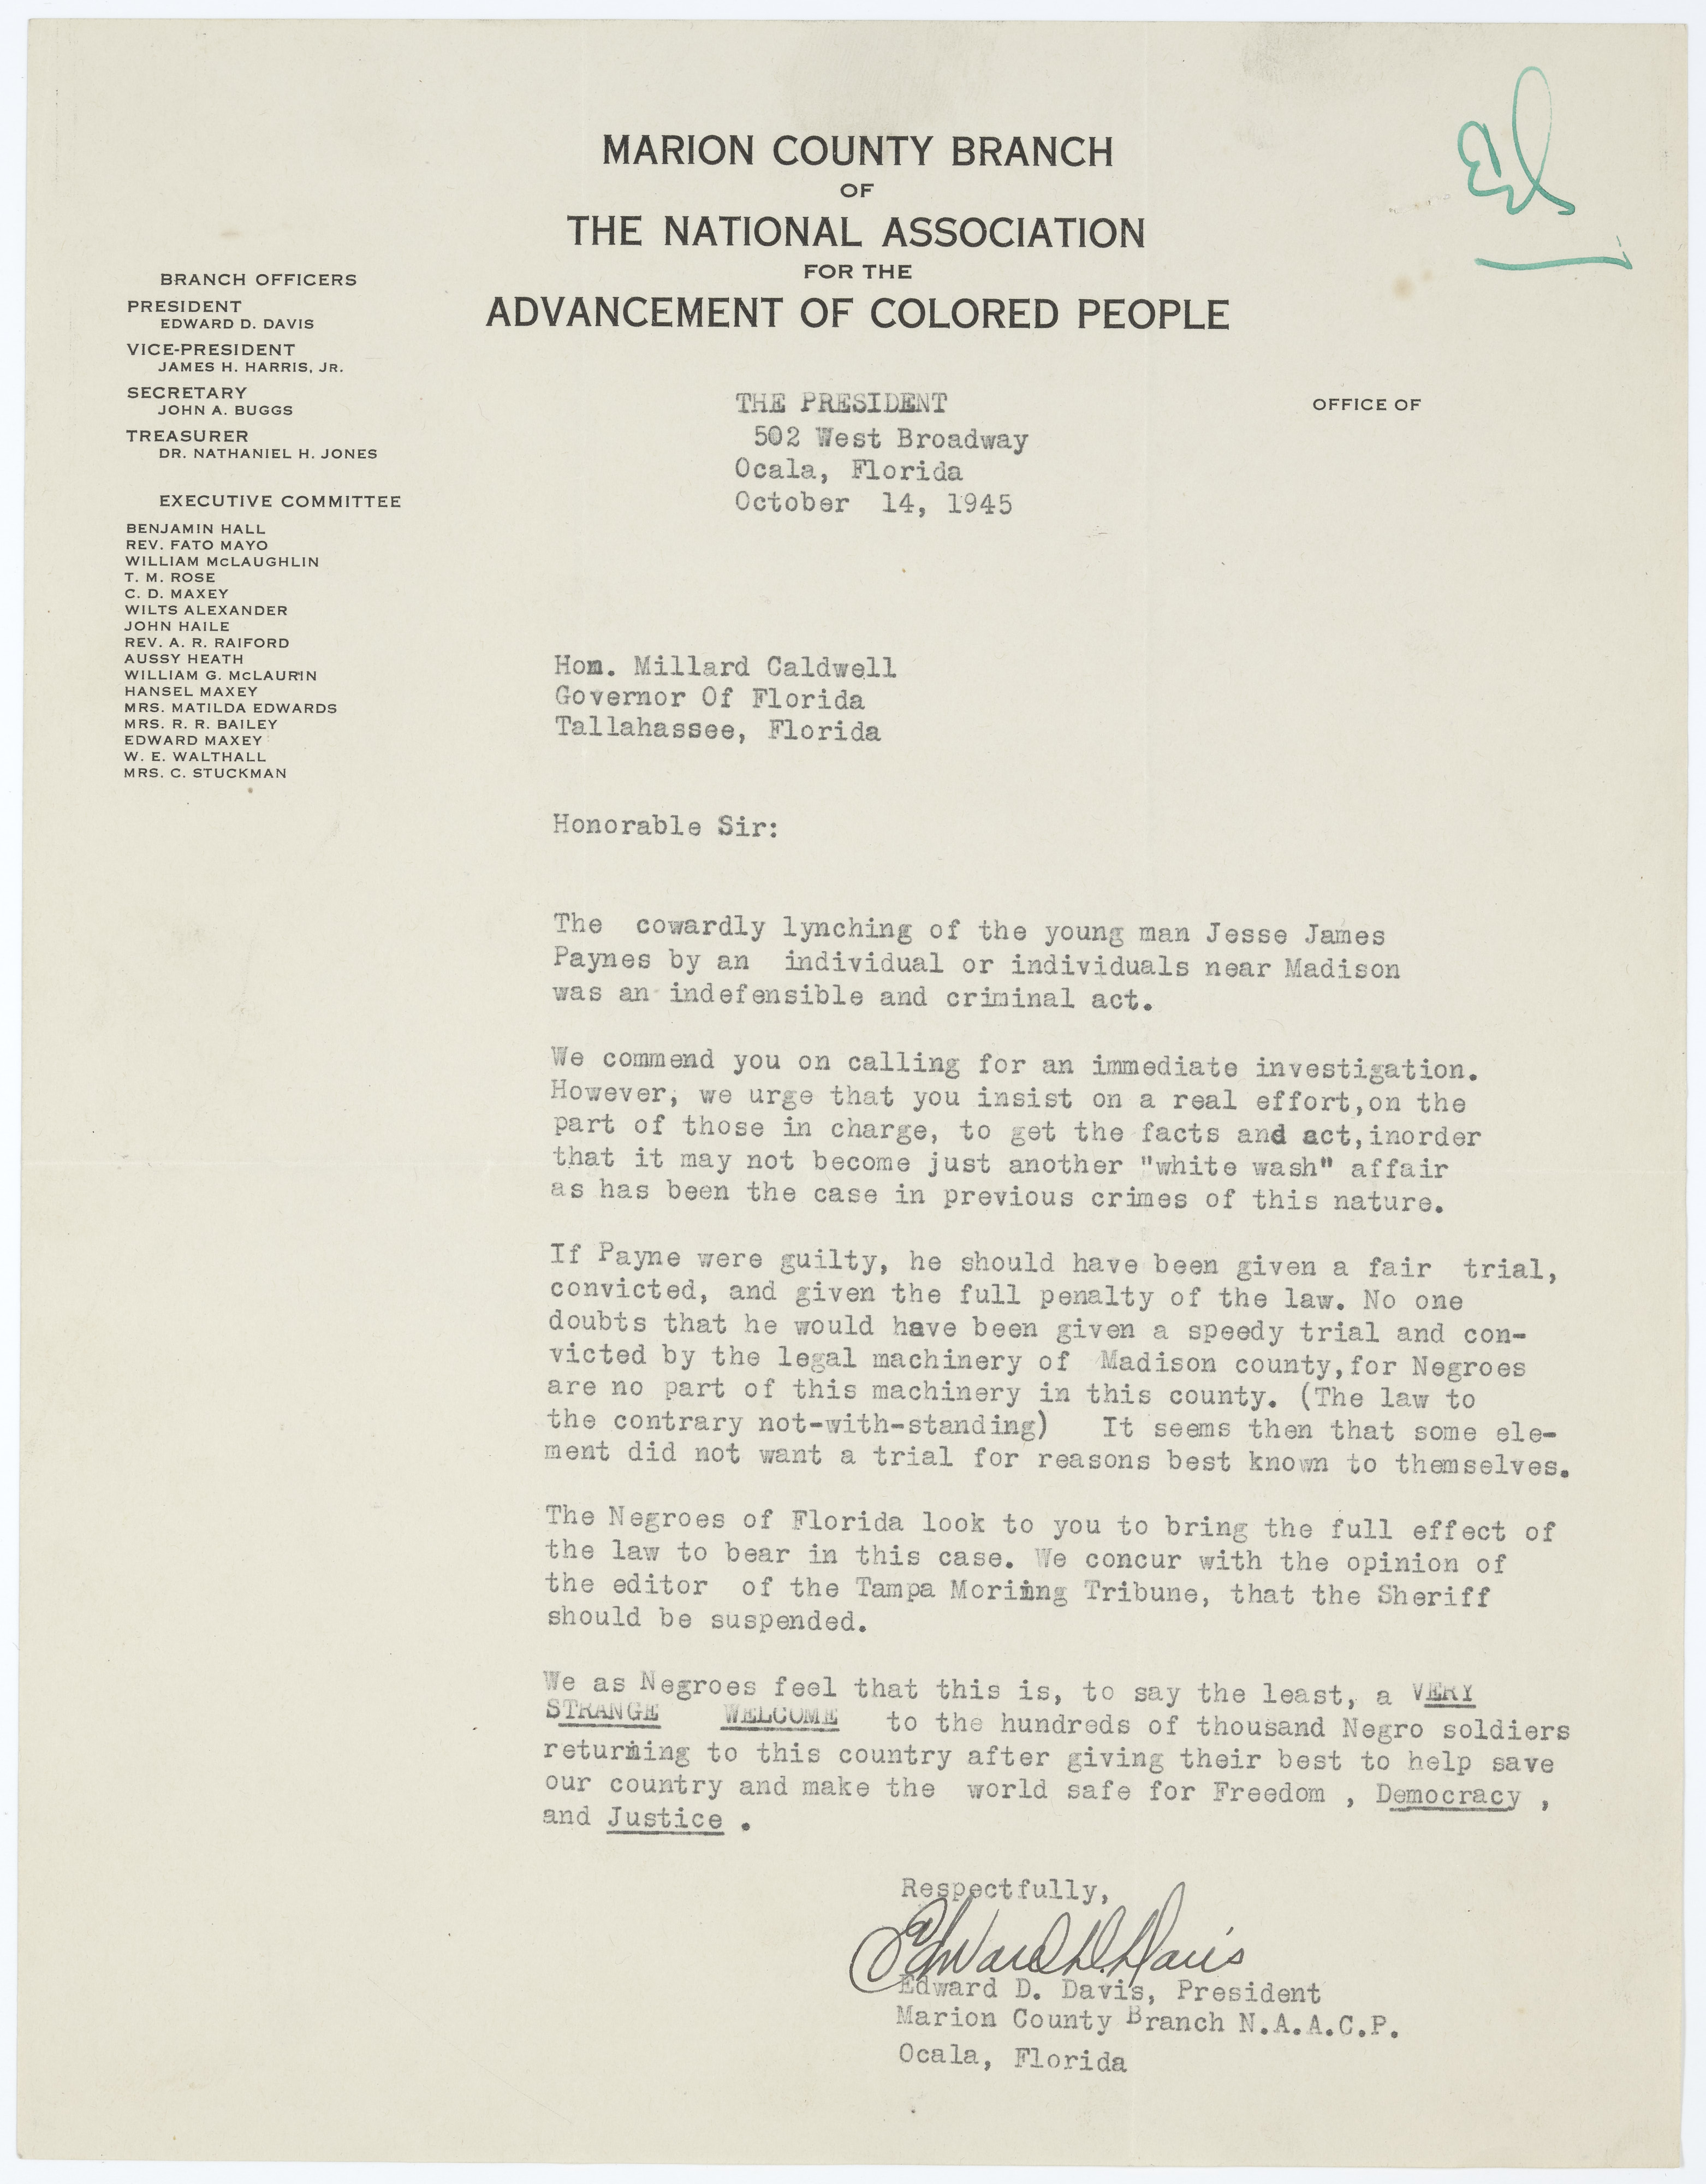 MARION COUNTY BRANCH
OF
THE NATIONAL ASSOCIATION
FOR THE
ADVANCEMENT OF COLORED PEOPLE
BRANCH OFFICERS
PRESIDENT
EDWARD D. DAVIS
VICE-PRESIDENT
JAMES H. HARRIS, JR.
SECRETARY
JOHN A. BUGGS
TREASURER
DR. NATHANIEL H. JONES
EXECUTIVE COMMITTEE
BENJAMIN HALL
REV. FATO MAYO
WILLIAM McLAUGHLIN
T. M. ROSE
C. D. MAXEY
WILTS ALEXANDER
JOHN HAILE
REV. A. R. RAIFORD
AUSSY HEATH
WILLIAM G. McLAURIN
HANSEL MAXEY
MRS. MATILDA EDWARDS
MRS. R. R. BAILEY
EDWARD MAXEY
W. E. WALTHALL
MRS. C. STUCKMAN
OFFICE OF
THE PRESIDENT
502 West Broadway
Ocala, Florida
October 14, 1945
Hon. Millard Caldwell
Governor Of Florida
Tallahassee, Florida
Honorable Sir:
The cowardly lynching of the young man Jesse James
Paynes by an individual or individuals near Madison
was an indefensible and criminal act.
We commend you on calling for an immediate investigation.
However, we urge that you insist on a real effort,on the
part of those in charge, to get the facts and act,inorder
that it may not become just another "white wash" affair
as has been the case in previous crimes of this nature.
If Payne were guilty, he should have been given a fair trial,
convicted, and given the full penalty of the law. No one
doubts that he would have been given a speedy trial and con-
victed by the legal machinery of Madison county,for Negroes
are no part of this machinery in this county. (The law to
the contrary not-with-standing) It seems then that some ele-
ment did not want a trial for reasons best known to themselves.
The Negroes of Florida look to you to bring the full effect of
the law to bear in this case. We concur with the opinion of
the editor of the Tampa Moriing Tribune, that the Sheriff
should be suspended.
We as Negroes feel that this is, to say the least, a VERY
STRANGE WELCOME to the hundreds of thousand Negro soldiers
returning to this country after giving their best to help save
our country and make the world safe for Freedom , Democracy ,
and Justice .
Respectfully,
Edward D. Davis
Edward D. Davis, President
Marion County Branch N.A.A.C.P.
Ocala, Florida